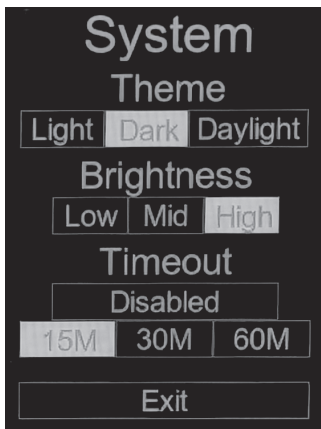 System
Theme
Light Dark Daylight
Brightness
Low Mid High
Timeout
Disabled
15M 30M 60M
Exit